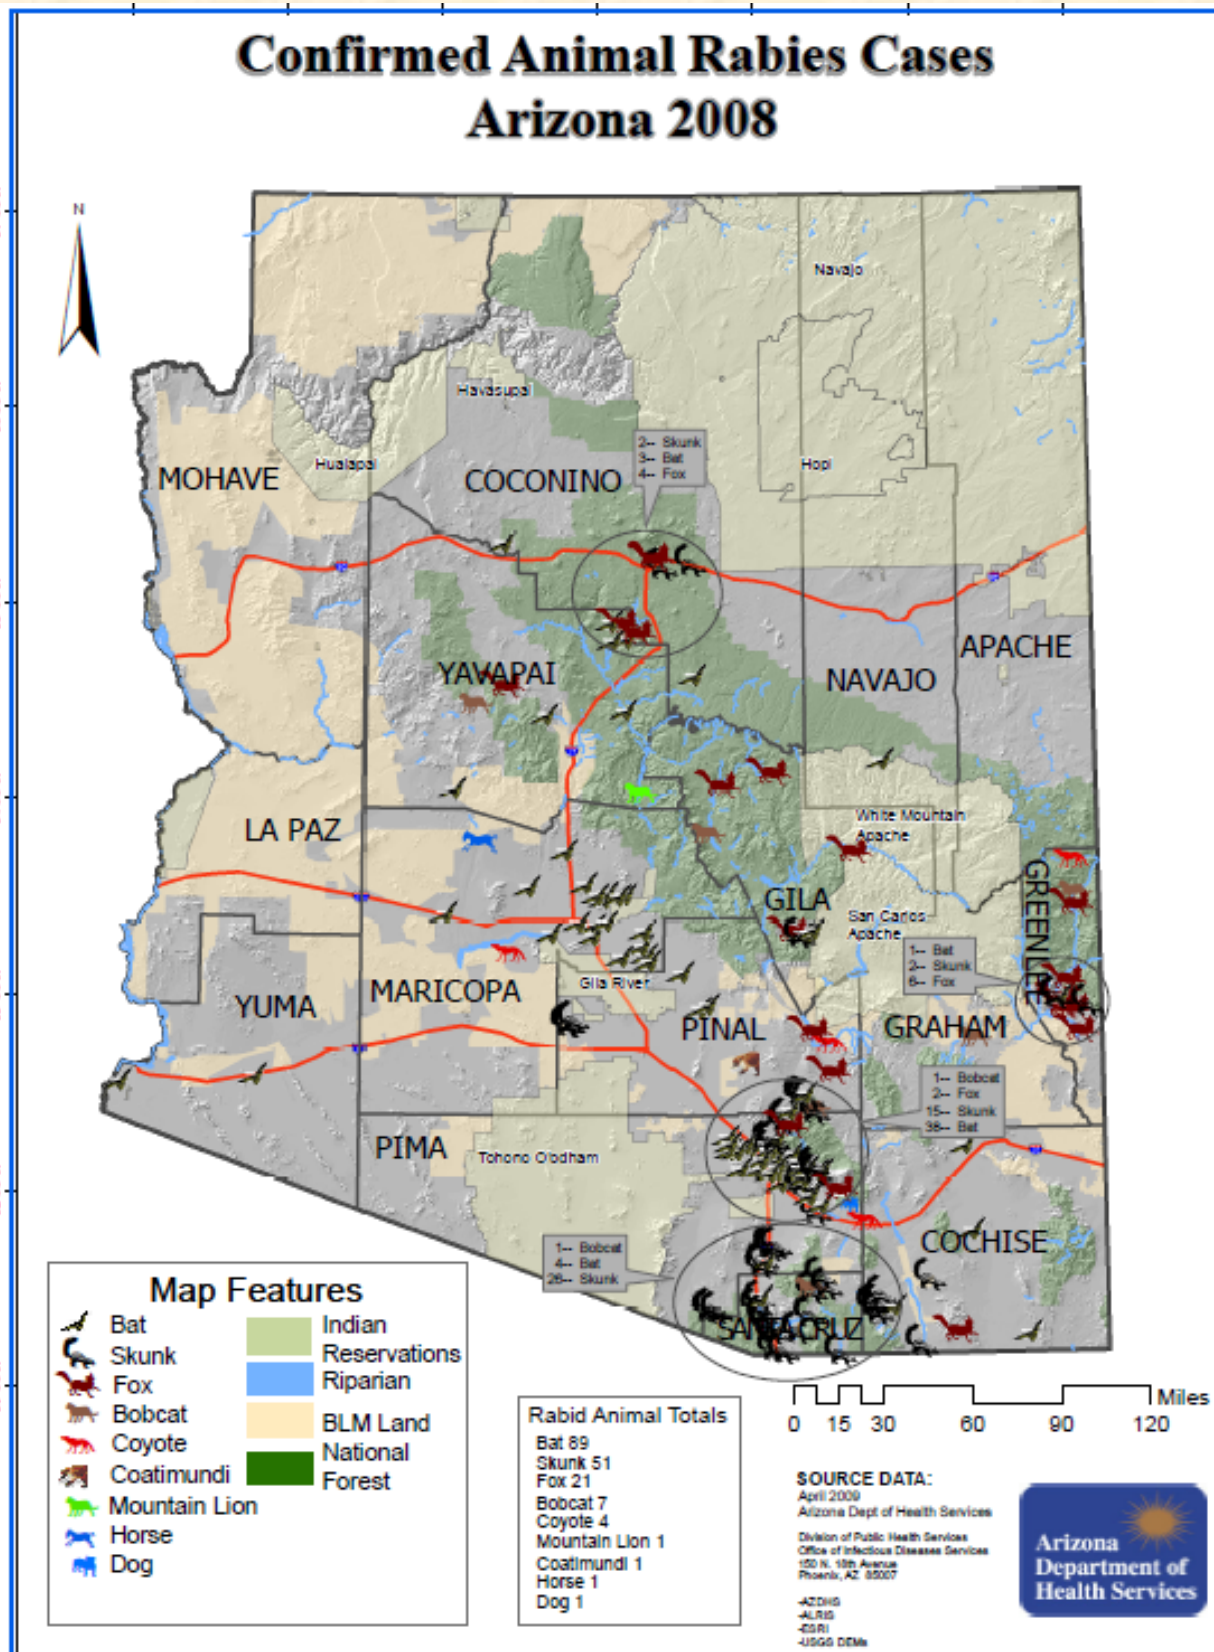 Confirmed Animal Rabies Cases
Arizona 2008
N
Navajo
Havasupai
Hualapai
Hopi
MOHAVE
COCONINO
2-- Skunk
3-- Bat
4-- Fox
APACHE
NAVAJO
YAVAPAI
LA PAZ
White Mountain
Apache
GREENLEE
GILA
San Carlos
Apache
1-- Bat
2-- Skunk
6-- Fox
Gila River
YUMA
MARICOPA
PINAL
GRAHAM
1-- Bobcat
2-- Fox
15-- Skunk
38-- Bat
PIMA
Tohono O'odham
COCHISE
1-- Bobcat
4-- Bat
26-- Skunk
SANTA CRUZ
Map Features
Bat
Skunk
Fox
Bobcat
Coyote
Coatimundi
Mountain Lion
Horse
Dog
Indian
Reservations
Riparian
BLM Land
National
Forest
Rabid Animal Totals
Bat 89
Skunk 51
Fox 21
Bobcat 7
Coyote 4
Mountain Lion 1
Coatimundi 1
Horse 1
Dog 1
Miles
0 15 30 60 90 120
SOURCE DATA:
April 2009
Arizona Dept of Health Services
Division of Public Health Services
Office of Infectious Diseases Services
150 N. 18th Avenue
Phoenix, AZ 85007
-AZDHS
-ALRIS
-ESRI
-USGS DEMs
Arizona
Department of
Health Services